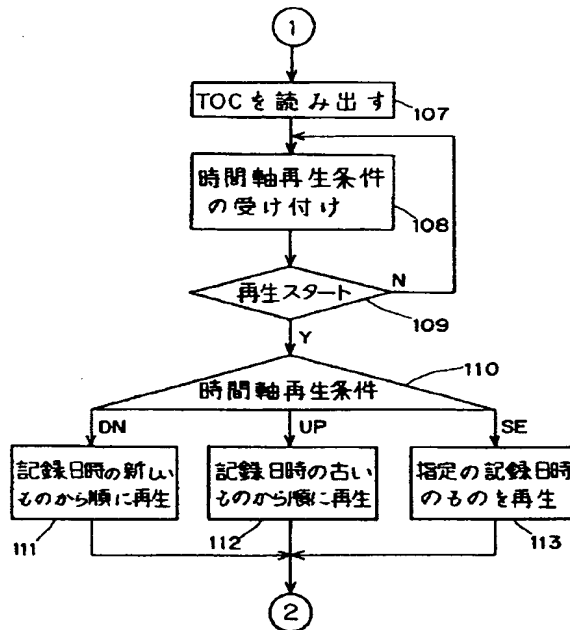 1
TOCを読み出す
107
時間軸再生条件
の受け付け
108
再生スタート
N
109
Y
時間軸再生条件
110
DN
UP
SE
記録日時の新しい
ものから順に再生
111
記録日時の古い
ものから順に再生
112
指定の記録日時
のものを再生
113
2